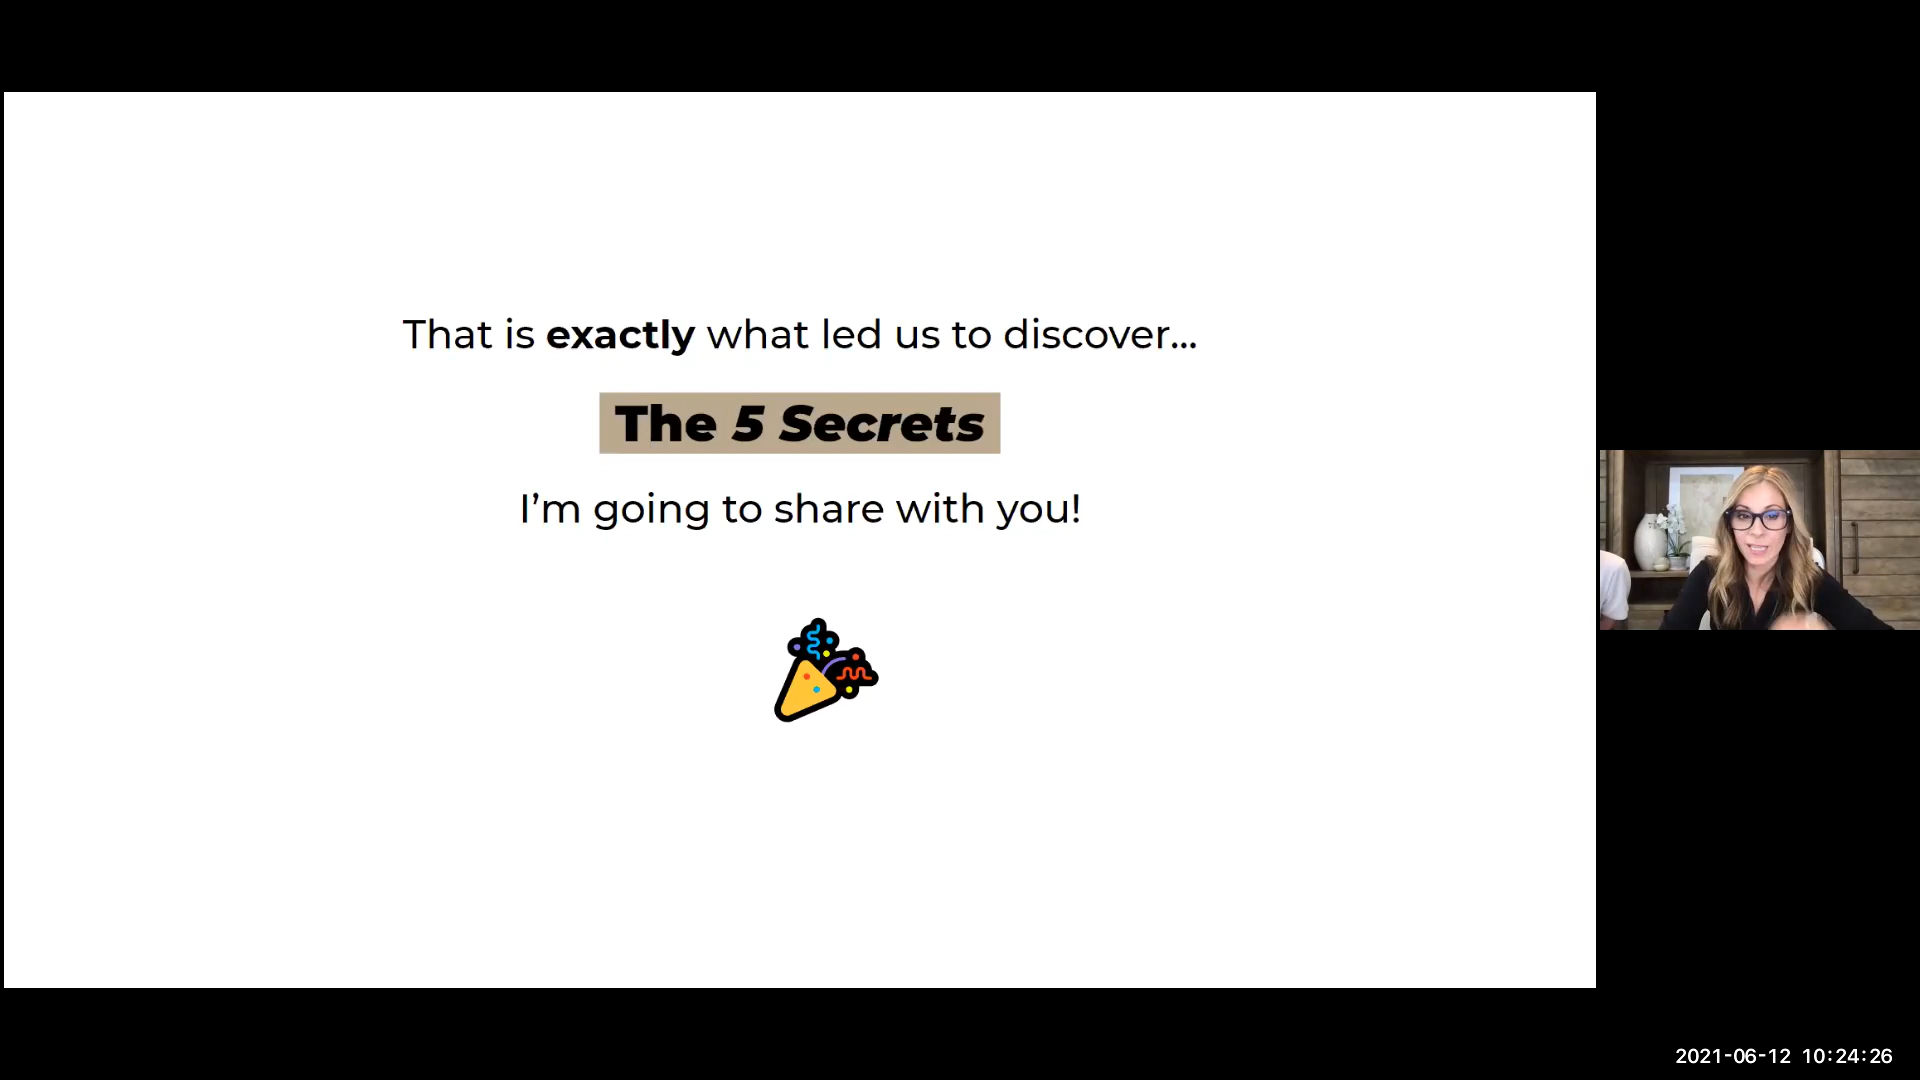 That is exactly what led us to discover...
The 5 Secrets
I’m going to share with you!
2021-06-12 10:24:26